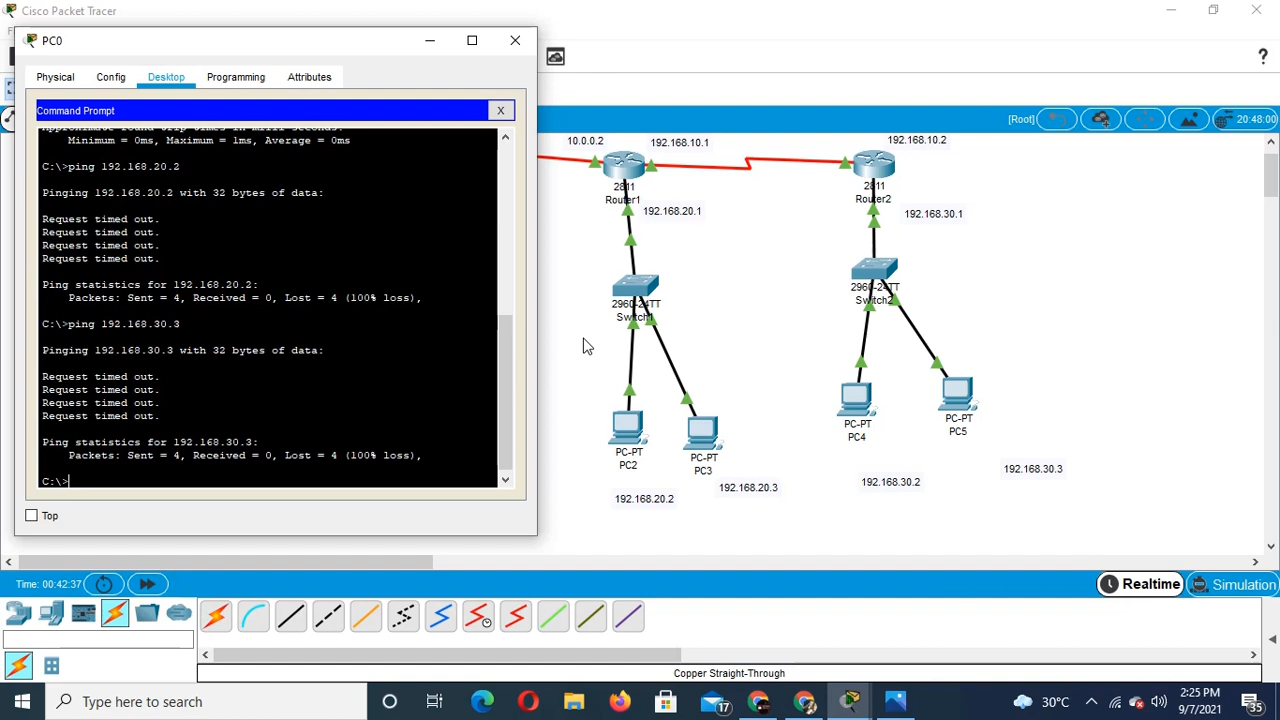 Cisco Packet Tracer
PC0
Physical
Config
Desktop
Programming
Attributes
Command Prompt
X
Approximate round trip times in milli-seconds:
Minimum = 0ms, Maximum = 1ms, Average = 0ms
C:\>ping 192.168.20.2
Pinging 192.168.20.2 with 32 bytes of data:
Request timed out.
Request timed out.
Request timed out.
Request timed out.
Ping statistics for 192.168.20.2:
Packets: Sent = 4, Received = 0, Lost = 4 (100% loss),
C:\>ping 192.168.30.3
Pinging 192.168.30.3 with 32 bytes of data:
Request timed out.
Request timed out.
Request timed out.
Request timed out.
Ping statistics for 192.168.30.3:
Packets: Sent = 4, Received = 0, Lost = 4 (100% loss),
C:\>
Top
?
[Root]
20:48:00
10.0.0.2
192.168.10.1
192.168.10.2
2811
Router1
2811
Router2
192.168.20.1
192.168.30.1
2960-24TT
Switch1
2960-24TT
Switch2
PC-PT
PC2
PC-PT
PC3
PC-PT
PC4
PC-PT
PC5
192.168.20.2
192.168.20.3
192.168.30.2
192.168.30.3
Time: 00:42:37
Realtime
Simulation
Copper Straight-Through
Type here to search
17
30°C
2:25 PM
9/7/2021
35